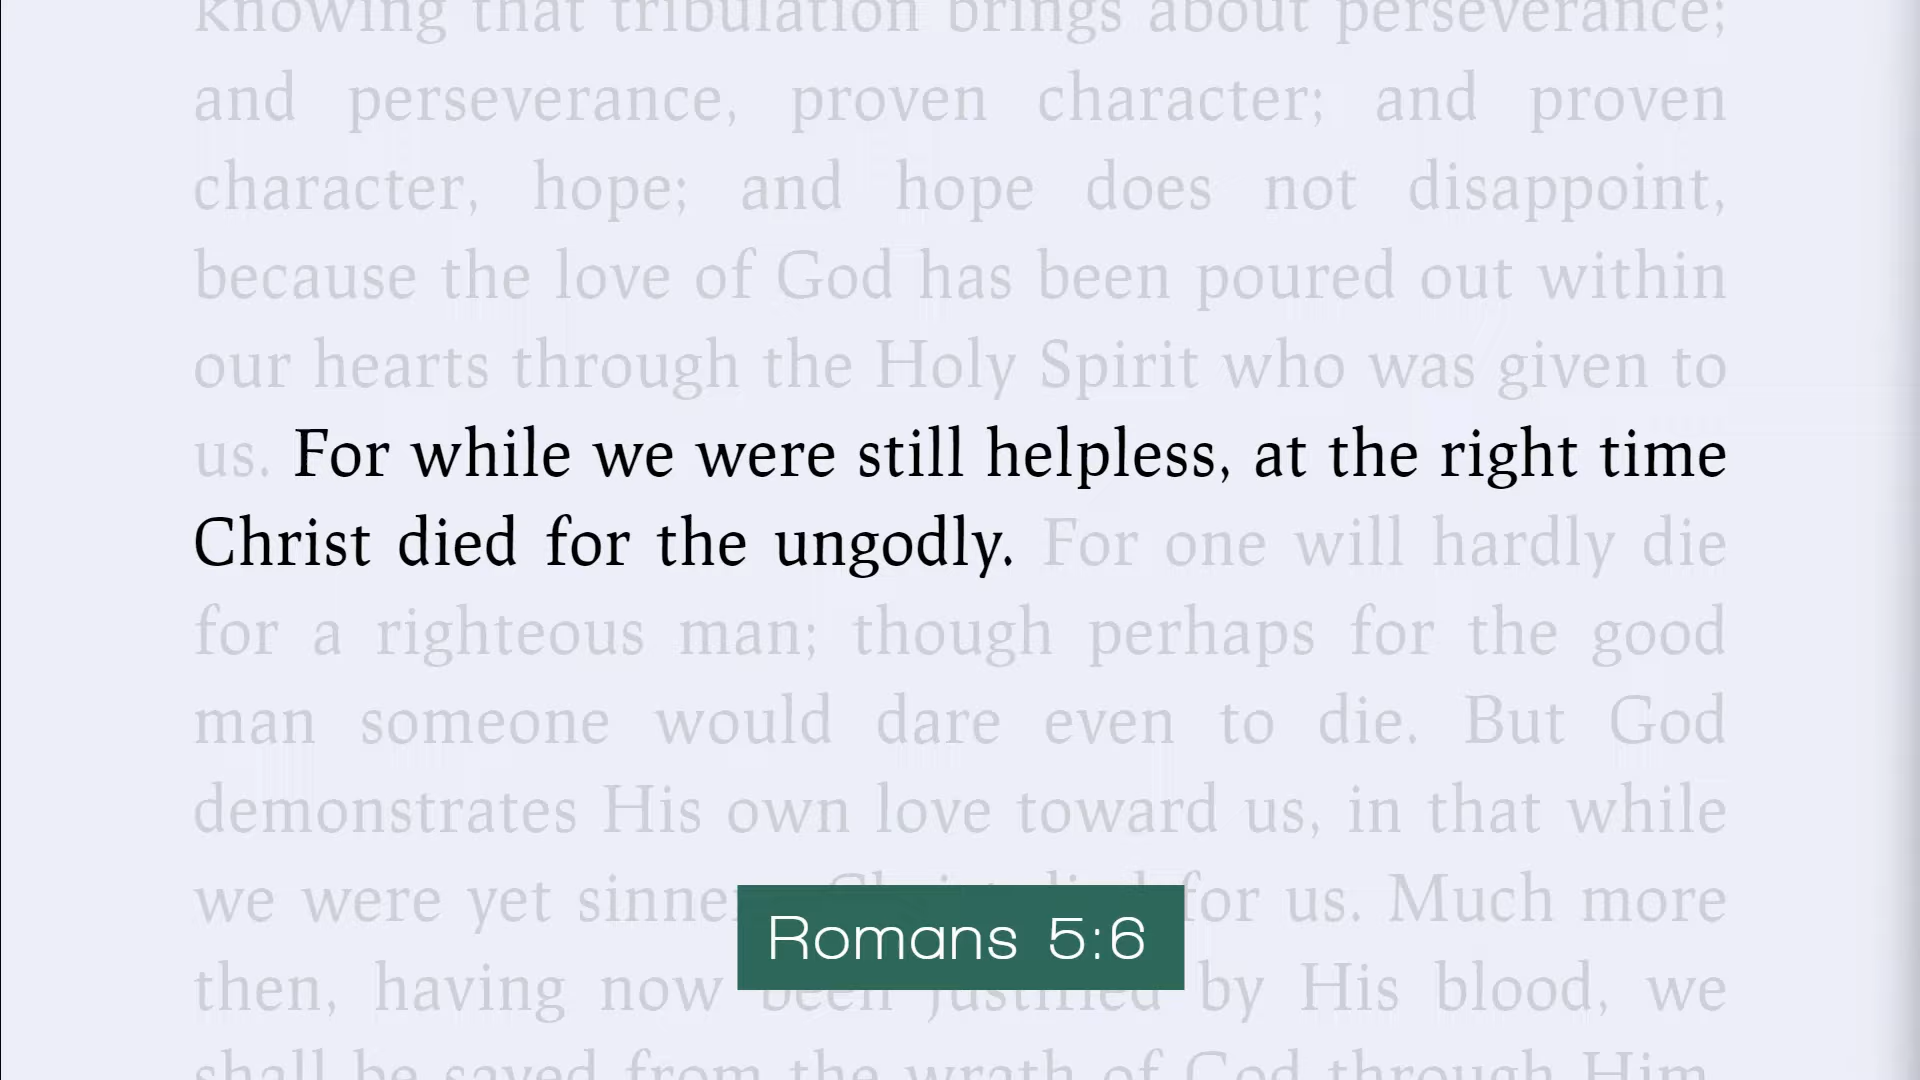 knowing that tribulation brings about perseverance;
and perseverance, proven character; and proven
character, hope; and hope does not disappoint,
because the love of God has been poured out within
our hearts through the Holy Spirit who was given to
us. For while we were still helpless, at the right time
Christ died for the ungodly. For one will hardly die
for a righteous man; though perhaps for the good
man someone would dare even to die. But God
demonstrates His own love toward us, in that while
we were yet sinners, Christ died for us. Much more
Romans 5:6
then, having now been justified by His blood, we
shall be saved from the wrath of God through Him.